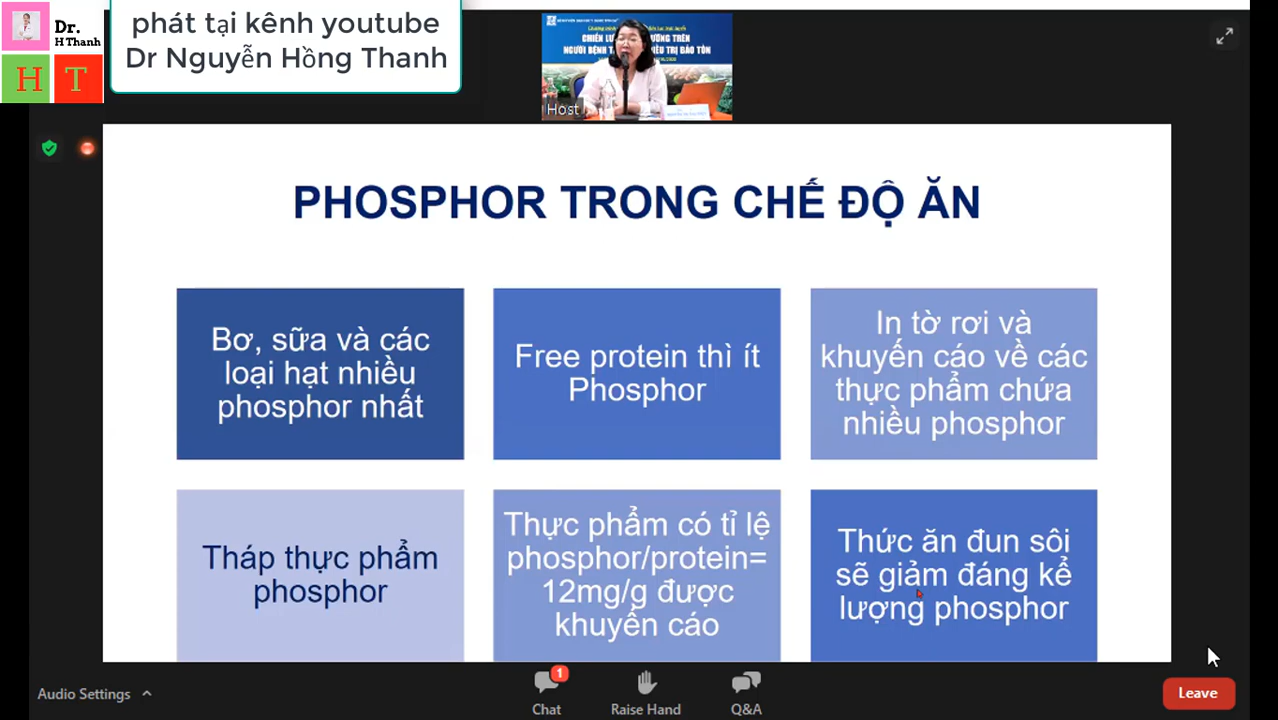 Dr.
H Thanh
H T
phát tại kênh youtube
Dr Nguyễn Hồng Thanh
NGƯỜI BỆNH
Host
PHOSPHOR TRONG CHẾ ĐỘ ĂN
Bơ, sữa và các
loại hạt nhiều
phosphor nhất
Free protein thì ít
Phosphor
In tờ rơi và
khuyến cáo về các
thực phẩm chứa
nhiều phosphor
Tháp thực phẩm
phosphor
Thực phẩm có tỉ lệ
phosphor/protein=
12mg/g được
khuyến cáo
Thức ăn đun sôi
sẽ giảm đáng kể
lượng phosphor
Audio Settings
1
Chat
Raise Hand
Q&A
Leave